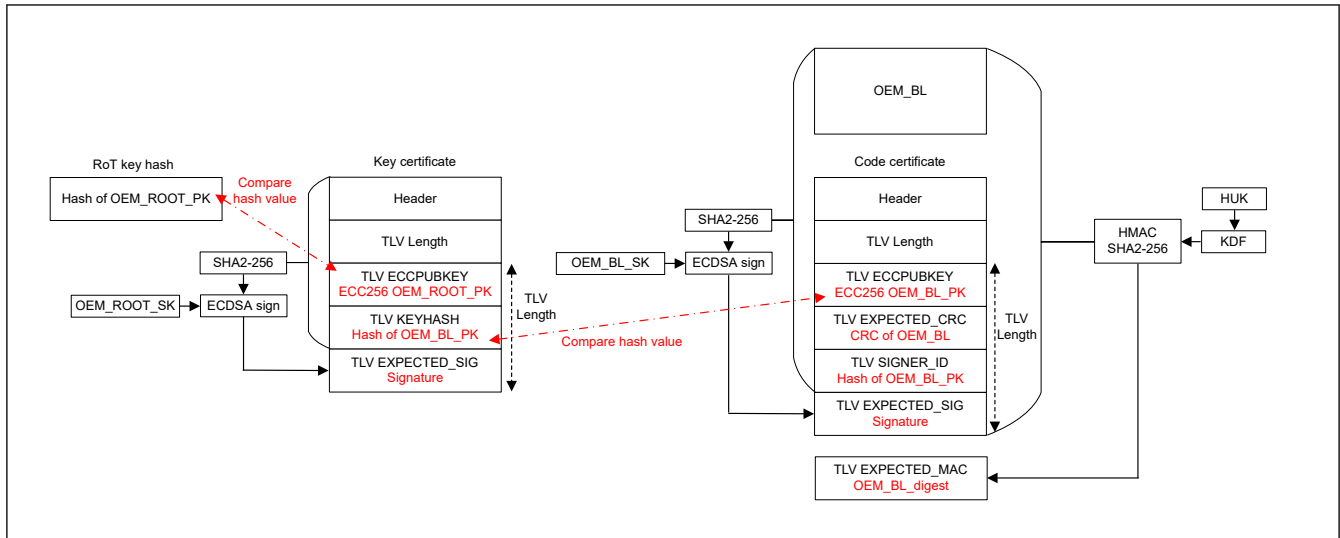 RoT key hash
Hash of OEM_ROOT_PK
Compare
hash value
SHA2-256
OEM_ROOT_SK
ECDSA sign
Key certificate
Header
TLV Length
TLV ECCPUBKEY
ECC256 OEM_ROOT_PK
TLV KEYHASH
Hash of OEM_BL_PK
TLV EXPECTED_SIG
Signature
TLV
Length
Compare hash value
SHA2-256
OEM_BL_SK
ECDSA sign
OEM_BL
Code certificate
Header
TLV Length
TLV ECCPUBKEY
ECC256 OEM_BL_PK
TLV EXPECTED_CRC
CRC of OEM_BL
TLV SIGNER_ID
Hash of OEM_BL_PK
TLV EXPECTED_SIG
Signature
TLV
Length
TLV EXPECTED_MAC
OEM_BL_digest
HMAC
SHA2-256
HUK
KDF